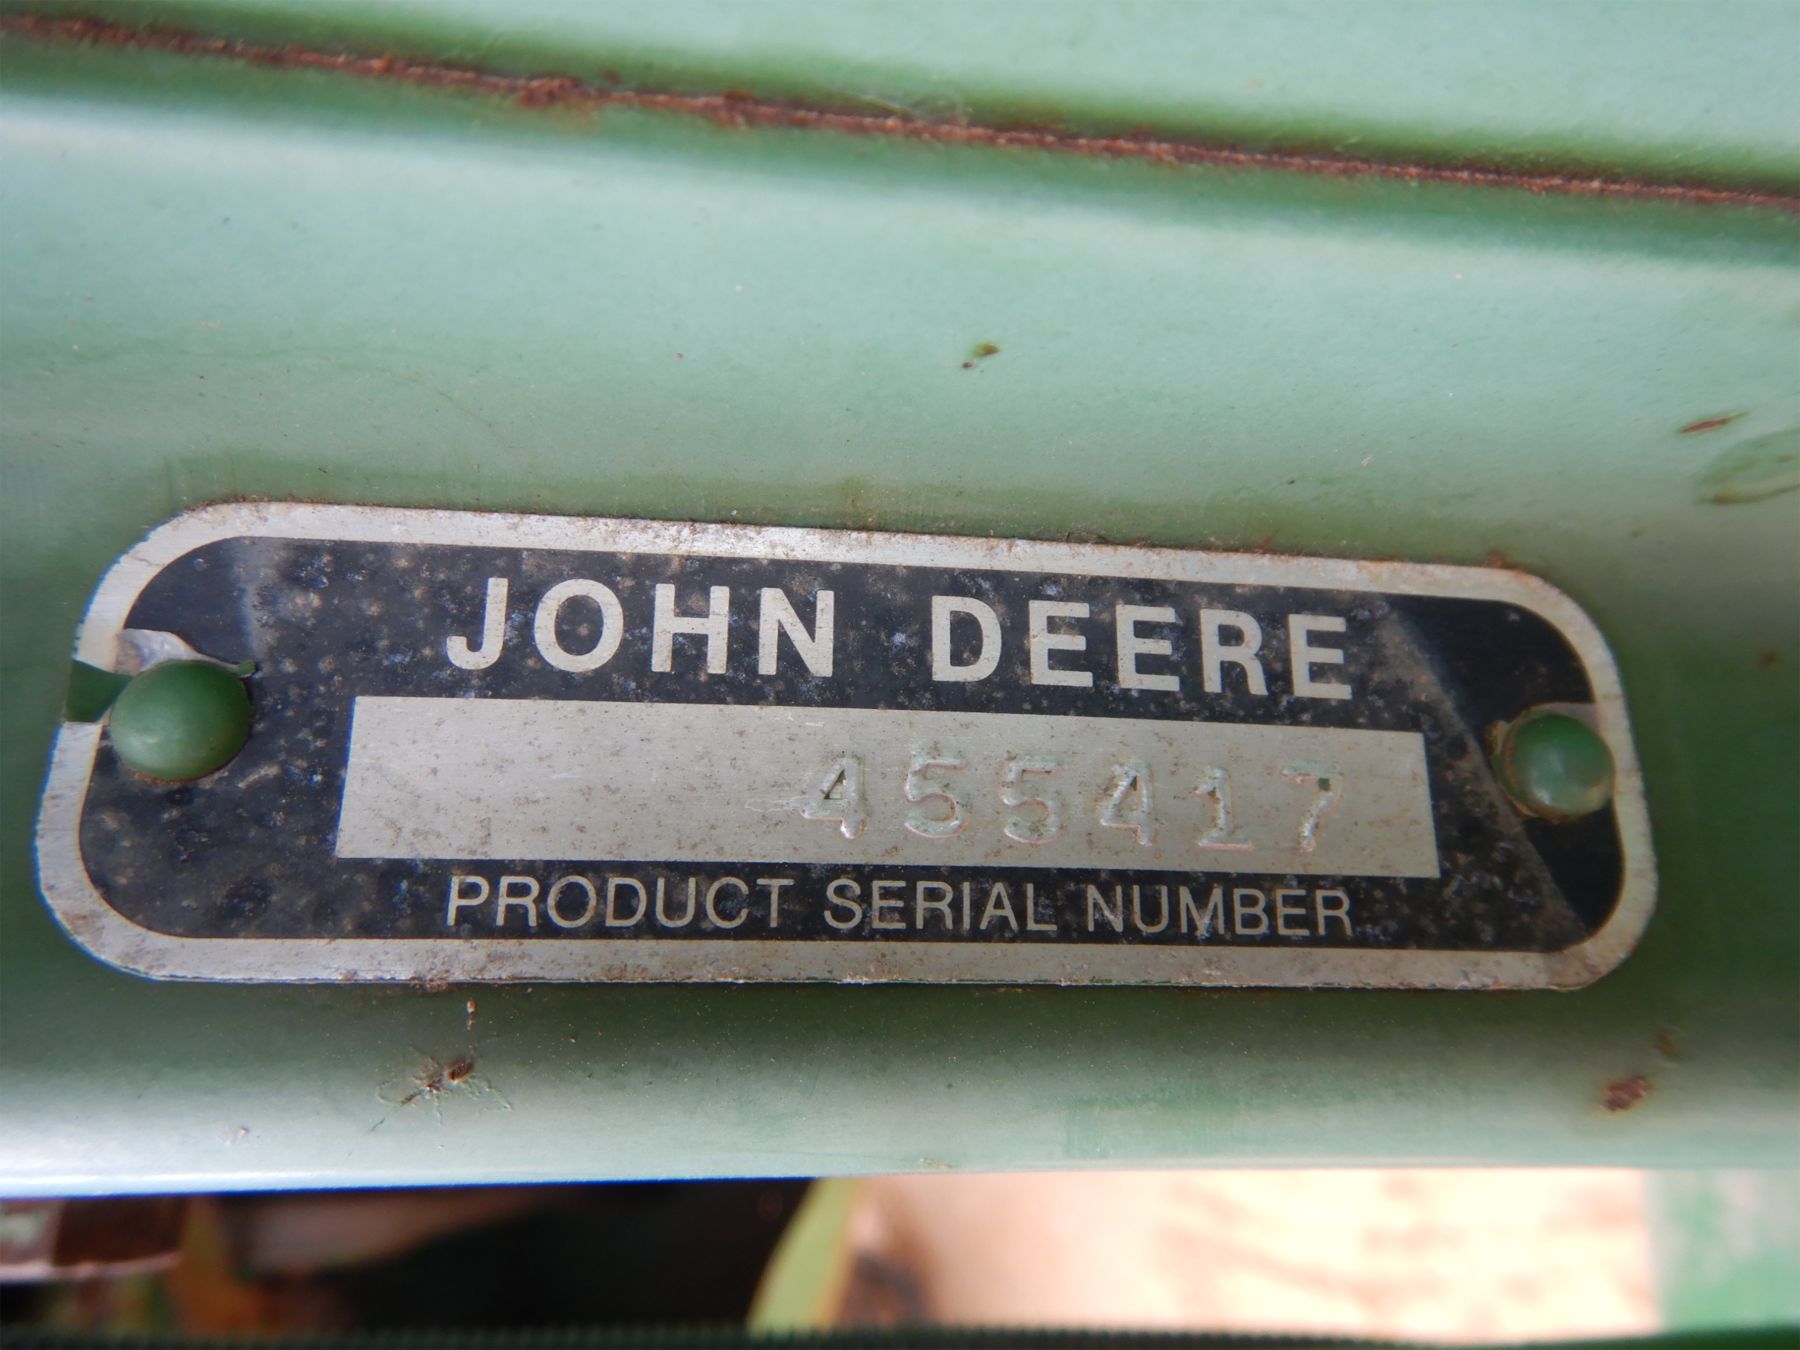 JOHN DEERE
455417
PRODUCT SERIAL NUMBER